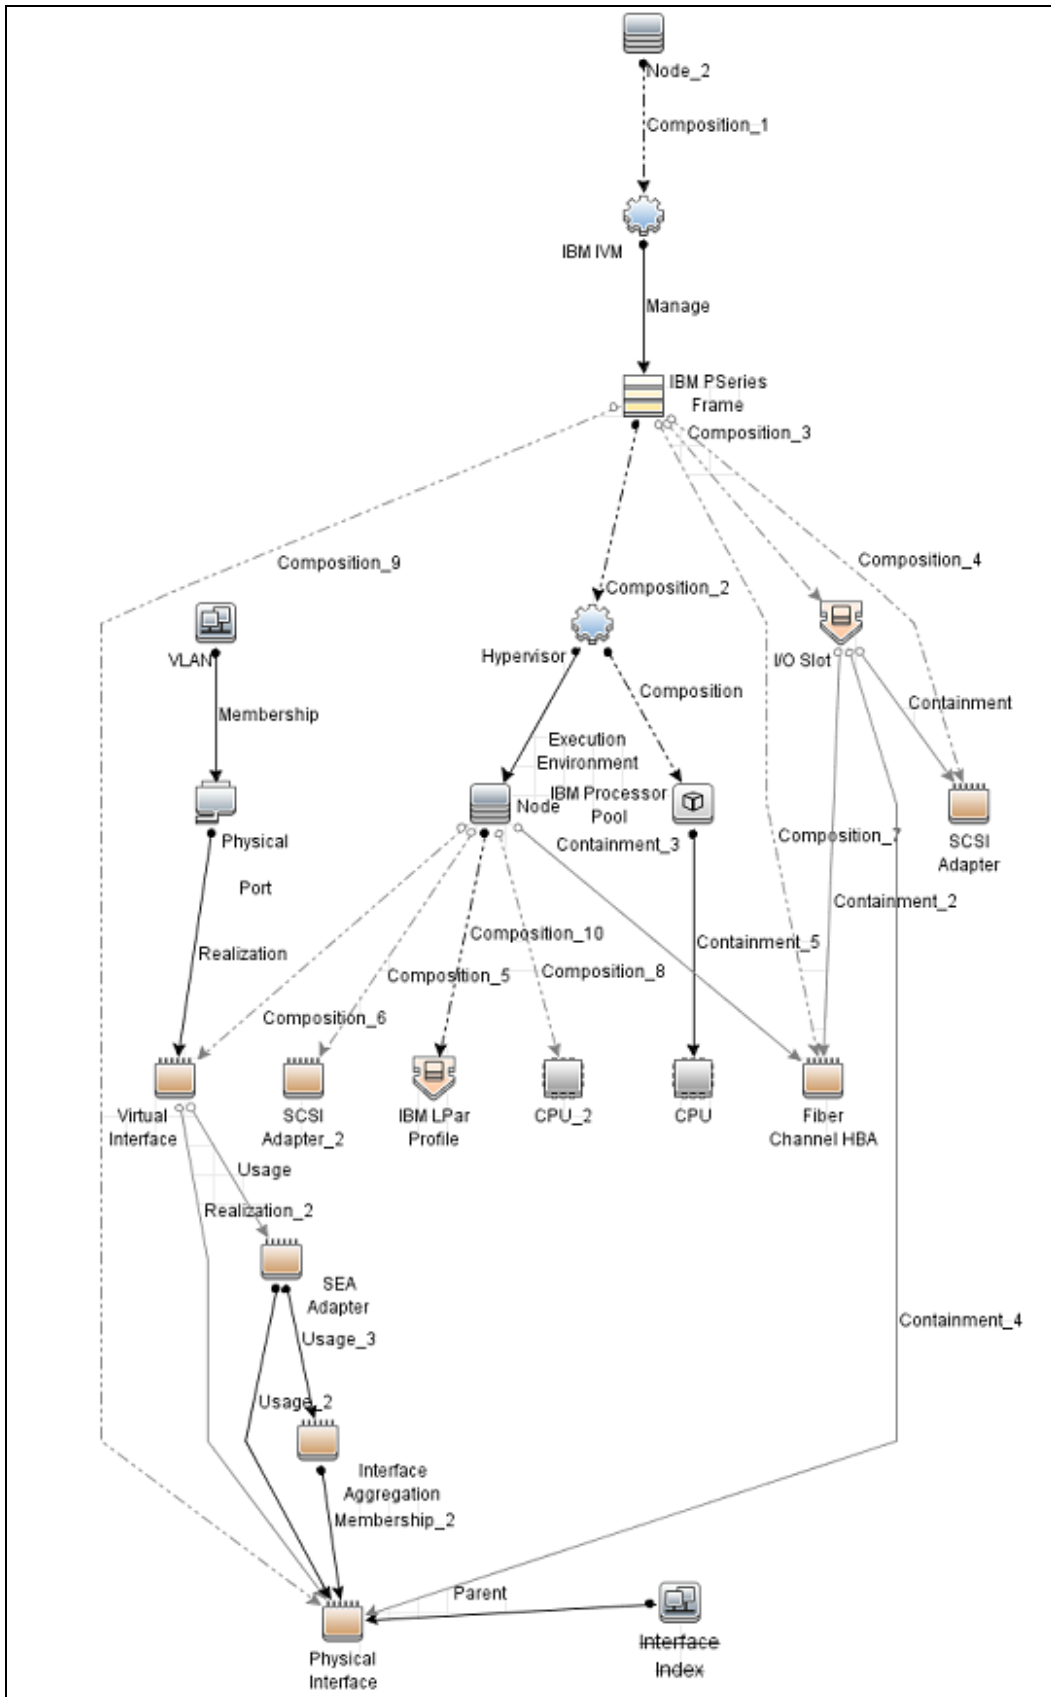 Node_2
Composition_1
IBM IVM
Manage
IBM PSeries
Frame
Composition_3
Composition_9
Composition_4
Composition_2
VLAN
Hypervisor
I/O Slot
Membership
Composition
Containment
Execution
Environment
Node
IBM Processor
Pool
Physical
Port
Containment_3
Composition_7
SCSI
Adapter
Containment_2
Realization
Composition_10
Containment_5
Composition_5
Composition_8
Composition_6
Virtual
Interface
SCSI
Adapter_2
IBM LPar
Profile
CPU_2
CPU
Fiber
Channel HBA
Usage
Realization_2
SEA
Adapter
Usage_3
Containment_4
Usage_2
Interface
Aggregation
Membership_2
Parent
Physical
Interface
Interface
Index